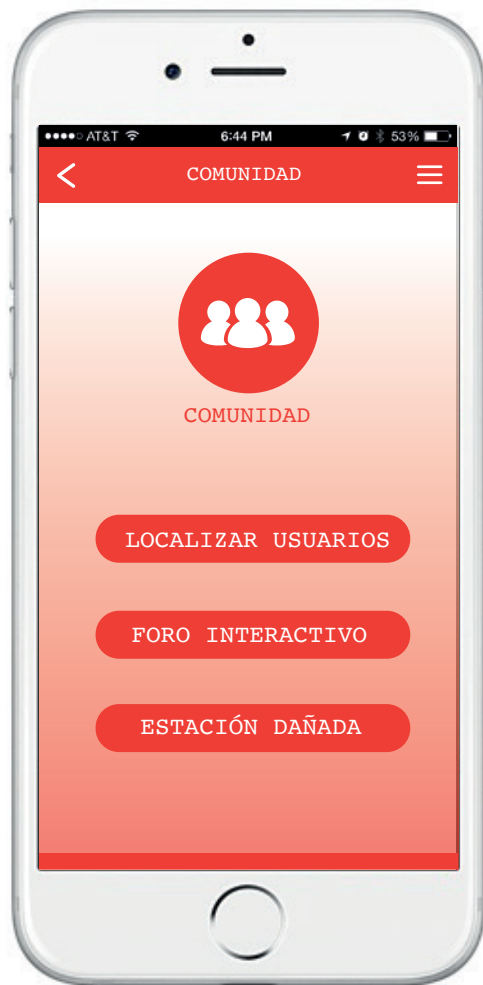 AT&T 6:44 PM 53%
COMUNIDAD
COMUNIDAD
LOCALIZAR USUARIOS
FORO INTERACTIVO
ESTACIÓN DAÑADA